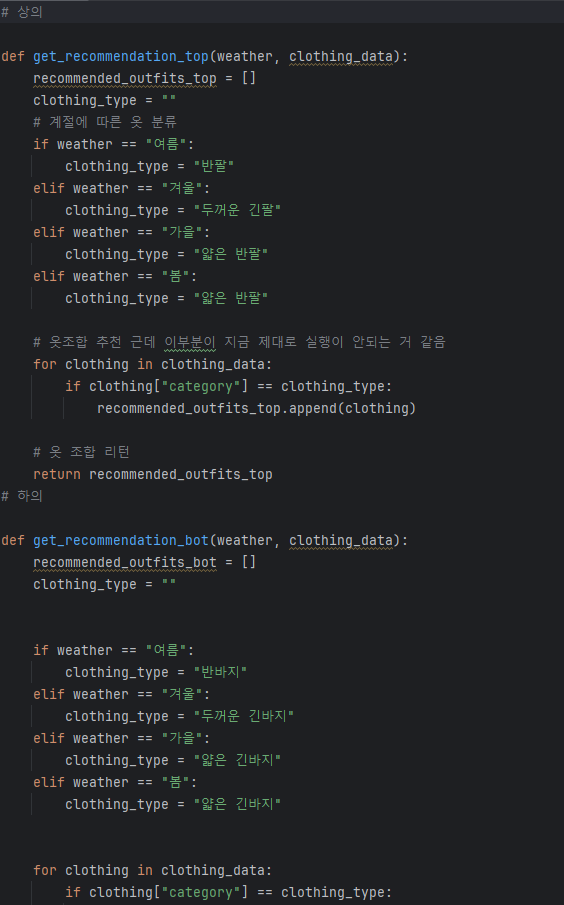 # 상의
def get_recommendation_top(weather, clothing_data):
    recommended_outfits_top = []
    clothing_type = ""
    # 계절에 따른 옷 분류
    if weather == "여름":
        clothing_type = "반팔"
    elif weather == "겨울":
        clothing_type = "두꺼운 긴팔"
    elif weather == "가을":
        clothing_type = "얇은 반팔"
    elif weather == "봄":
        clothing_type = "얇은 반팔"
    # 옷조합 추천 근데 이부분이 지금 제대로 실행이 안되는 거 같음
    for clothing in clothing_data:
        if clothing["category"] == clothing_type:
            recommended_outfits_top.append(clothing)
    # 옷 조합 리턴
    return recommended_outfits_top
# 하의
def get_recommendation_bot(weather, clothing_data):
    recommended_outfits_bot = []
    clothing_type = ""
    if weather == "여름":
        clothing_type = "반바지"
    elif weather == "겨울":
        clothing_type = "두꺼운 긴바지"
    elif weather == "가을":
        clothing_type = "얇은 긴바지"
    elif weather == "봄":
        clothing_type = "얇은 긴바지"
    for clothing in clothing_data:
        if clothing["category"] == clothing_type: